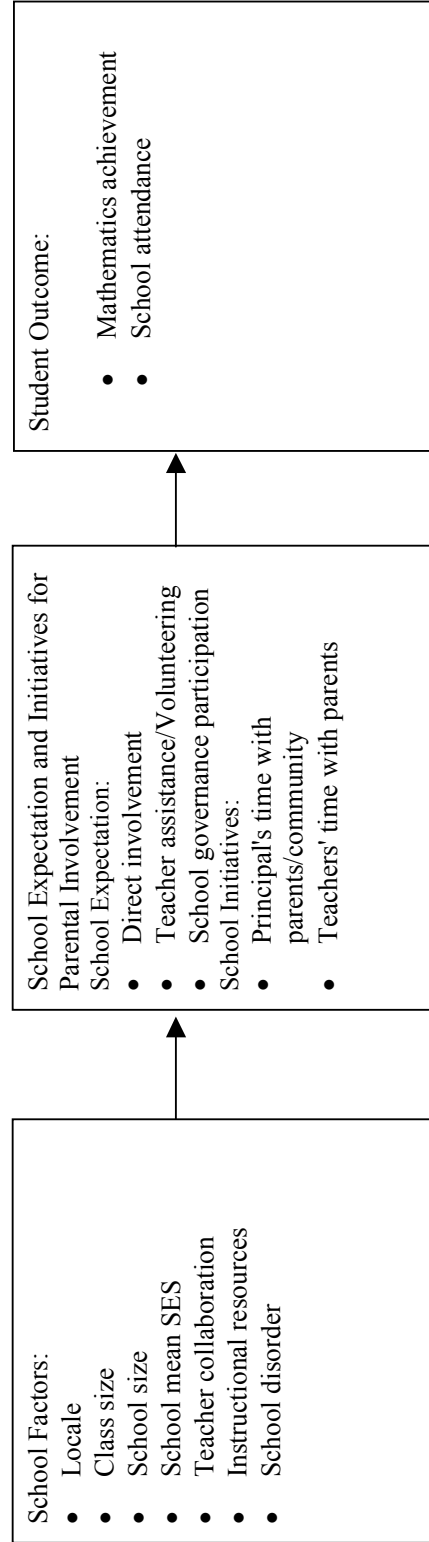 School Factors:
• Locale
• Class size
• School size
• School mean SES
• Teacher collaboration
• Instructional resources
• School disorder
School Expectation and Initiatives for
Parental Involvement
School Expectation:
• Direct involvement
• Teacher assistance/Volunteering
• School governance participation
School Initiatives:
• Principal's time with
parents/community
• Teachers' time with parents
Student Outcome:
• Mathematics achievement
• School attendance